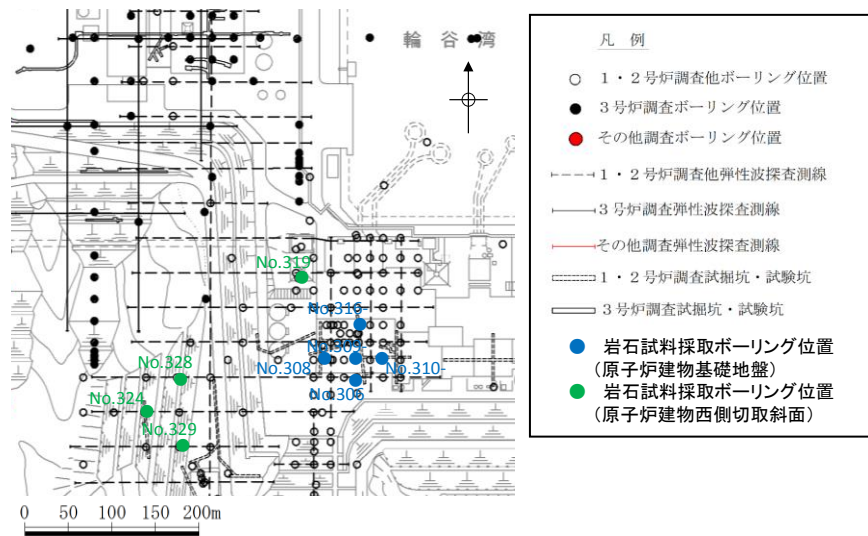 輪谷湾
No.319
No.316-
No.309
No.308
No.310-
No.306
No.328
No.324
No.329
0 50 100 150 200m
凡 例
1・2号炉調査他ボーリング位置
3号炉調査ボーリング位置
その他調査ボーリング位置
1・2号炉調査他弾性波探査測線
3号炉調査弾性波探査測線
その他調査弾性波探査測線
1・2号炉調査試掘坑・試験坑
3号炉調査試掘坑・試験坑
岩石試料採取ボーリング位置
(原子炉建物基礎地盤)
岩石試料採取ボーリング位置
(原子炉建物西側切取斜面)